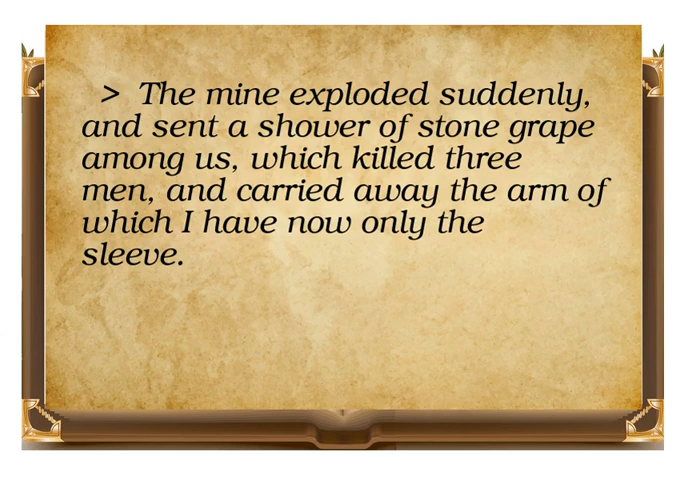 > The mine exploded suddenly,
and sent a shower of stone grape
among us, which killed three
men, and carried away the arm of
which I have now only the
sleeve.